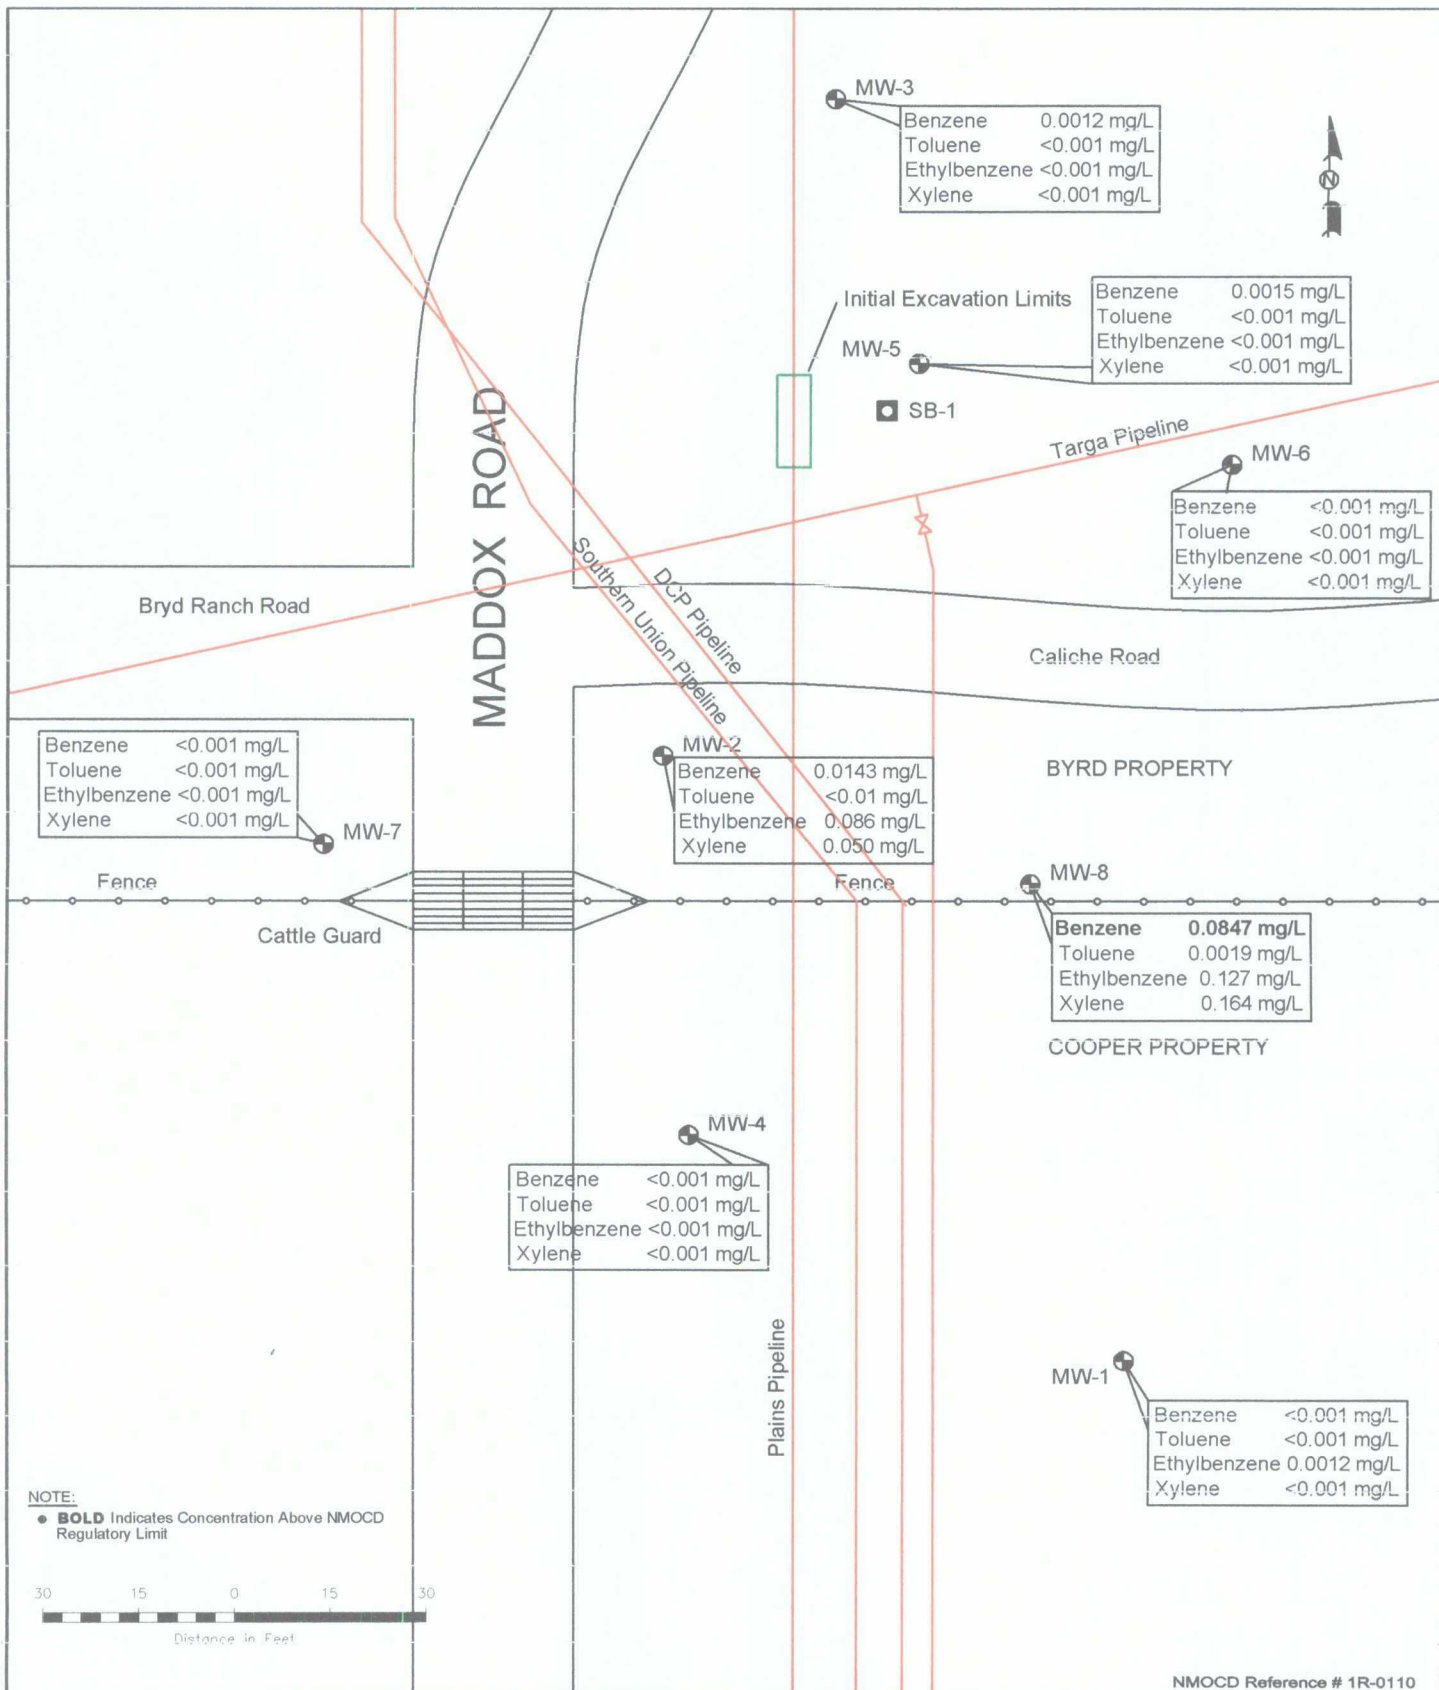 MW-3
Benzene 0.0012 mg/L
Toluene <0.001 mg/L
Ethylbenzene <0.001 mg/L
Xylene <0.001 mg/L
N
Initial Excavation Limits
Benzene 0.0015 mg/L
Toluene <0.001 mg/L
Ethylbenzene <0.001 mg/L
Xylene <0.001 mg/L
MW-5
SB-1
Targa Pipeline
MW-6
Benzene <0.001 mg/L
Toluene <0.001 mg/L
Ethylbenzene <0.001 mg/L
Xylene <0.001 mg/L
MADDOX ROAD
Bryd Ranch Road
Southern Union Pipeline
DCP Pipeline
Caliche Road
Benzene <0.001 mg/L
Toluene <0.001 mg/L
Ethylbenzene <0.001 mg/L
Xylene <0.001 mg/L
MW-7
MW-2
Benzene 0.0143 mg/L
Toluene <0.01 mg/L
Ethylbenzene 0.086 mg/L
Xylene 0.050 mg/L
BYRD PROPERTY
Fence
Fence
MW-8
Cattle Guard
Benzene 0.0847 mg/L
Toluene 0.0019 mg/L
Ethylbenzene 0.127 mg/L
Xylene 0.164 mg/L
COOPER PROPERTY
MW-4
Benzene <0.001 mg/L
Toluene <0.001 mg/L
Ethylbenzene <0.001 mg/L
Xylene <0.001 mg/L
Plains Pipeline
MW-1
Benzene <0.001 mg/L
Toluene <0.001 mg/L
Ethylbenzene 0.0012 mg/L
Xylene <0.001 mg/L
NOTE:
● BOLD Indicates Concentration Above NMOCD
Regulatory Limit
30 15 0 15 30
Distance in Feet
NMOCD Reference # 1R-0110